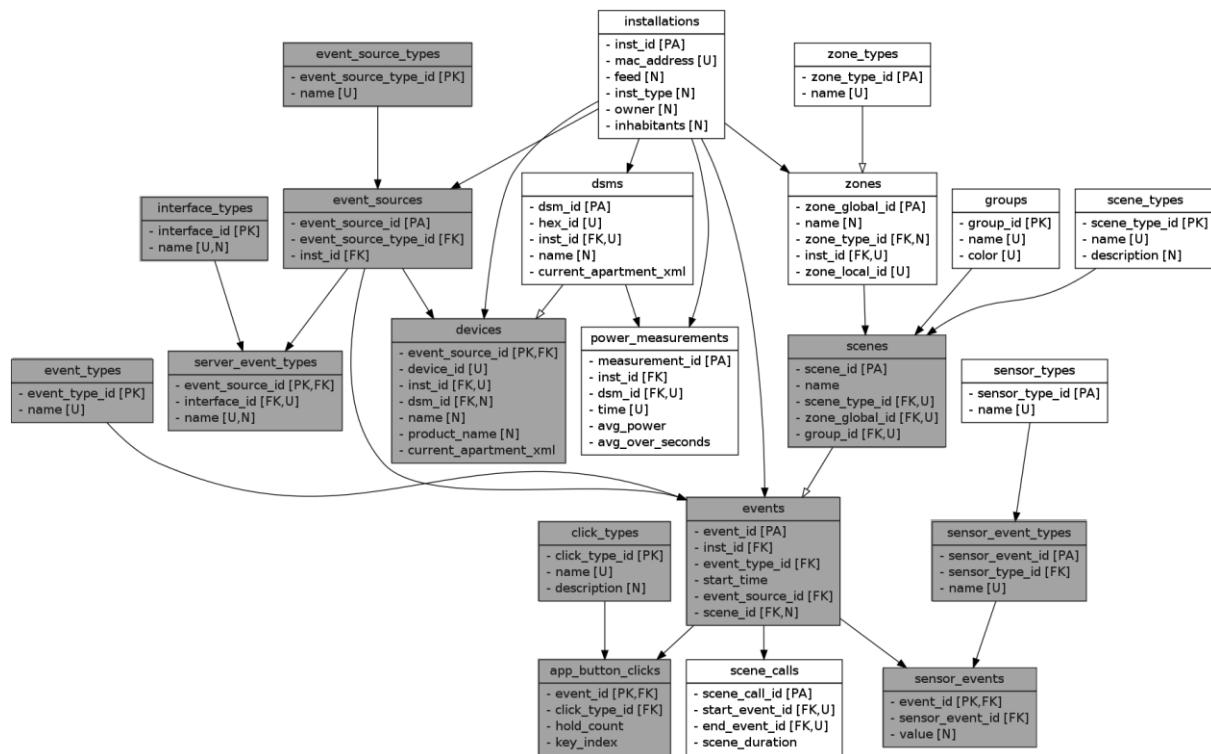 installations
- inst_id [PA]
- mac_address [U]
- feed [N]
- inst_type [N]
- owner [N]
- inhabitants [N]
event_source_types
- event_source_type_id [PK]
- name [U]
zone_types
- zone_type_id [PA]
- name [U]
interface_types
- interface_id [PK]
- name [U,N]
event_sources
- event_source_id [PA]
- event_source_type_id [FK]
- inst_id [FK]
dsms
- dsm_id [PA]
- hex_id [U]
- inst_id [FK,U]
- name [N]
- current_apartment_xml
zones
- zone_global_id [PA]
- name [N]
- zone_type_id [FK,N]
- inst_id [FK,U]
- zone_local_id [U]
groups
- group_id [PK]
- name [U]
- color [U]
scene_types
- scene_type_id [PK]
- name [U]
- description [N]
event_types
- event_type_id [PK]
- name [U]
server_event_types
- event_source_id [PK,FK]
- interface_id [FK,U]
- name [U,N]
devices
- event_source_id [PK,FK]
- device_id [U]
- inst_id [FK,U]
- dsm_id [FK,N]
- name [N]
- product_name [N]
- current_apartment_xml
power_measurements
- measurement_id [PA]
- inst_id [FK]
- dsm_id [FK,U]
- time [U]
- avg_power
- avg_over_seconds
scenes
- scene_id [PA]
- name
- scene_type_id [FK,U]
- zone_global_id [FK,U]
- group_id [FK,U]
sensor_types
- sensor_type_id [PA]
- name [U]
click_types
- click_type_id [PK]
- name [U]
- description [N]
events
- event_id [PA]
- inst_id [FK]
- event_type_id [FK]
- start_time
- event_source_id [FK]
- scene_id [FK,N]
sensor_event_types
- sensor_event_id [PA]
- sensor_type_id [FK]
- name [U]
app_button_clicks
- event_id [PK,FK]
- click_type_id [FK]
- hold_count
- key_index
scene_calls
- scene_call_id [PA]
- start_event_id [FK,U]
- end_event_id [FK,U]
- scene_duration
sensor_events
- event_id [PK,FK]
- sensor_event_id [FK]
- value [N]